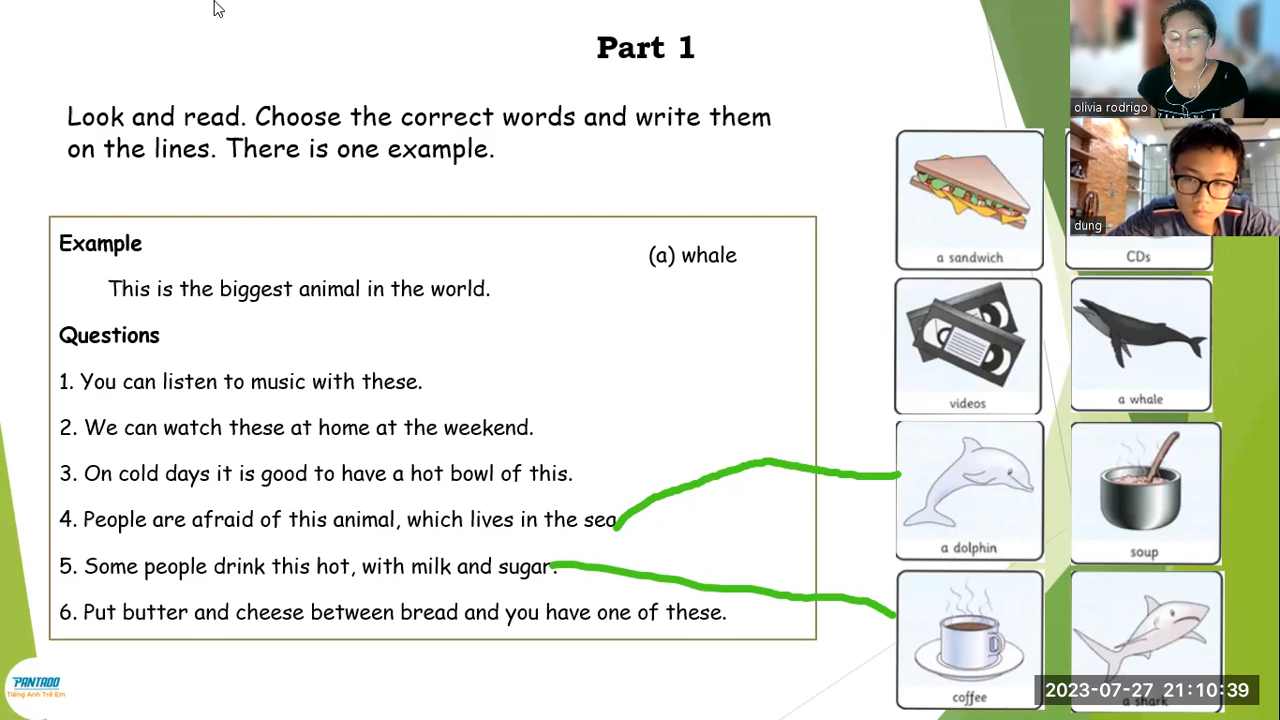 Part 1
Look and read. Choose the correct words and write them
on the lines. There is one example.
Example
(a) whale
This is the biggest animal in the world.
Questions
1. You can listen to music with these.
2. We can watch these at home at the weekend.
3. On cold days it is good to have a hot bowl of this.
4. People are afraid of this animal, which lives in the sea
5. Some people drink this hot, with milk and sugar.
6. Put butter and cheese between bread and you have one of these.
a sandwich
CDs
videos
a whale
a dolphin
soup
coffee
a shark
olivia rodrigo
dung
PANTADO
Tiếng Anh Trẻ Em
2023-07-27 21:10:39